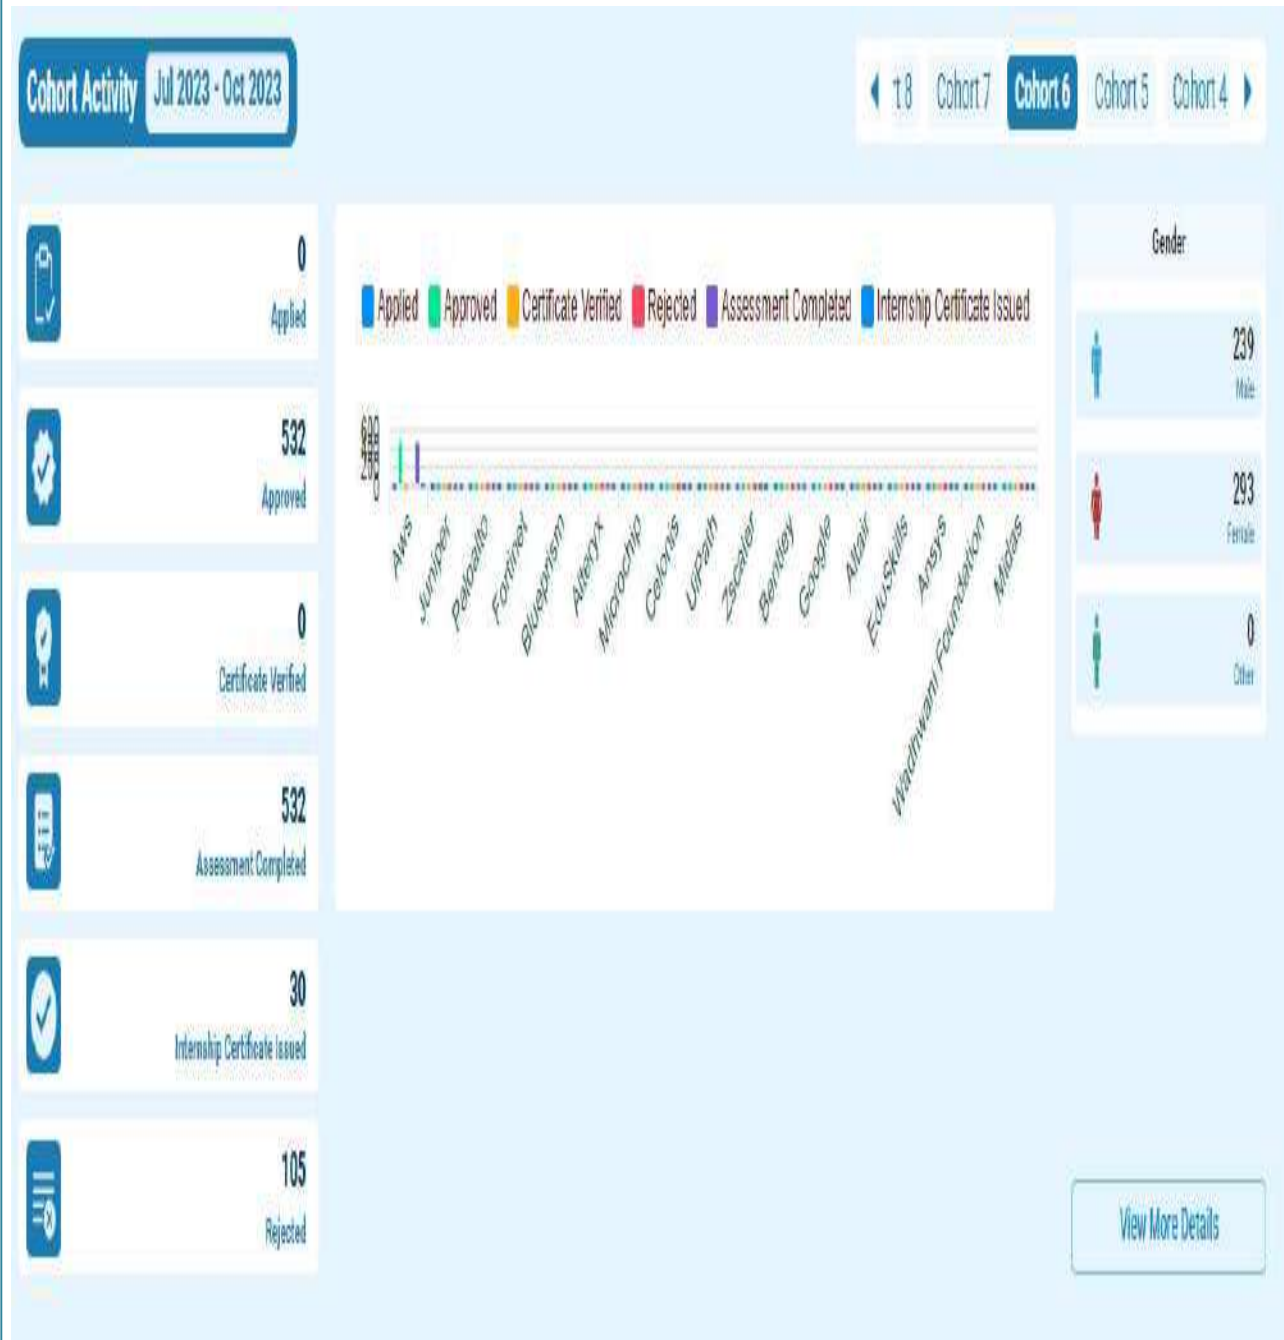 Cohort Activity Jul 2023 - Oct 2023
t 8 Cohort 7 Cohort 6 Cohort 5 Cohort 4
0
Applied
532
Approved
0
Certificate Verified
532
Assessment Completed
30
Internship Certificate Issued
105
Rejected
Applied Approved Certificate Verified Rejected Assessment Completed Internship Certificate Issued
600
0
Aws
Juniper
Paloalto
Fortinet
Blueprism
Alteryx
Microchip
Celonis
UiPath
Zscaler
Bentley
Google
Altair
EduSkills
Ansys
Wadhwani Foundation
Midas
Gender
239
Male
293
Female
0
Other
View More Details